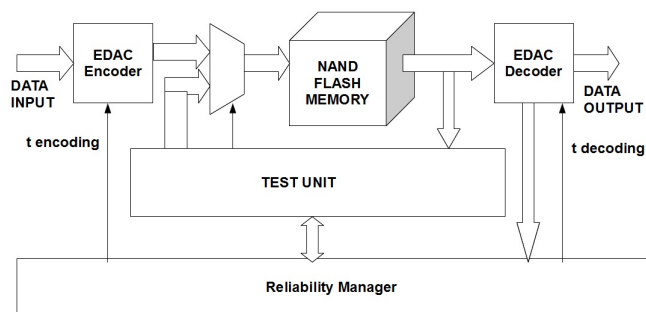 EDAC
Encoder
DATA
INPUT
NAND
FLASH
MEMORY
EDAC
Decoder
DATA
OUTPUT
t encoding
t decoding
TEST UNIT
Reliability Manager